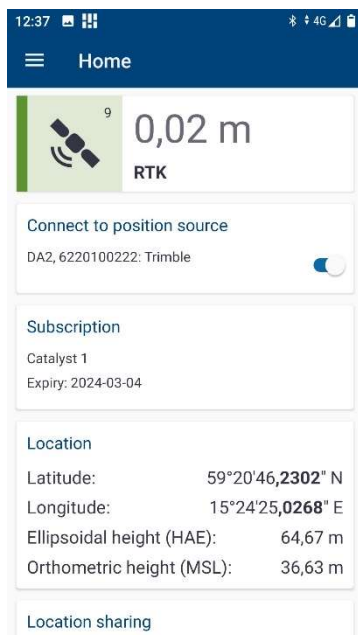 12:37 4G
Home
9
0,02 m
RTK
Connect to position source
DA2, 6220100222: Trimble
Subscription
Catalyst 1
Expiry: 2024-03-04
Location
Latitude: 59°20'46,2302" N
Longitude: 15°24'25,0268" E
Ellipsoidal height (HAE): 64,67 m
Orthometric height (MSL): 36,63 m
Location sharing